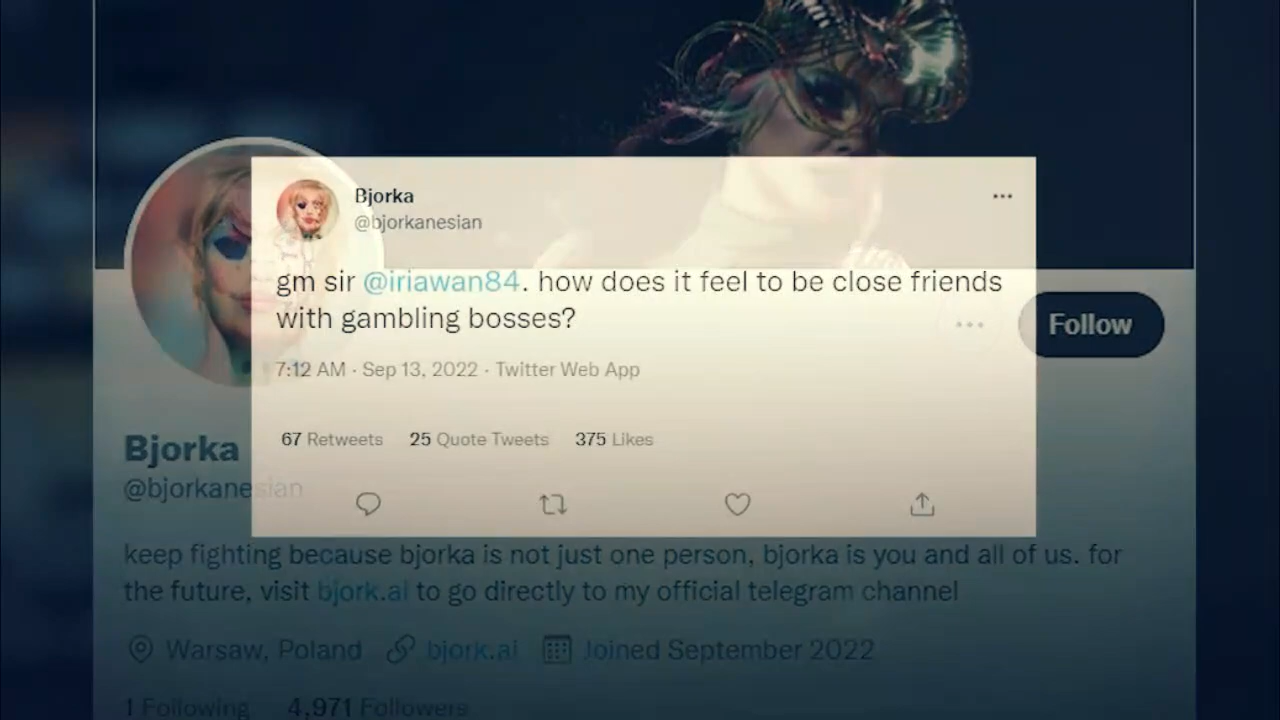 Bjorka
@bjorkanesian
gm sir @iriawan84. how does it feel to be close friends
with gambling bosses?
7:12 AM · Sep 13, 2022 · Twitter Web App
67 Retweets 25 Quote Tweets 375 Likes
Follow
Bjorka
@bjorkanesian
keep fighting because bjorka is not just one person, bjorka is you and all of us. for
the future, visit bjork.ai to go directly to my official telegram channel
Warsaw, Poland bjork.ai Joined September 2022
1 Following 4,971 Followers